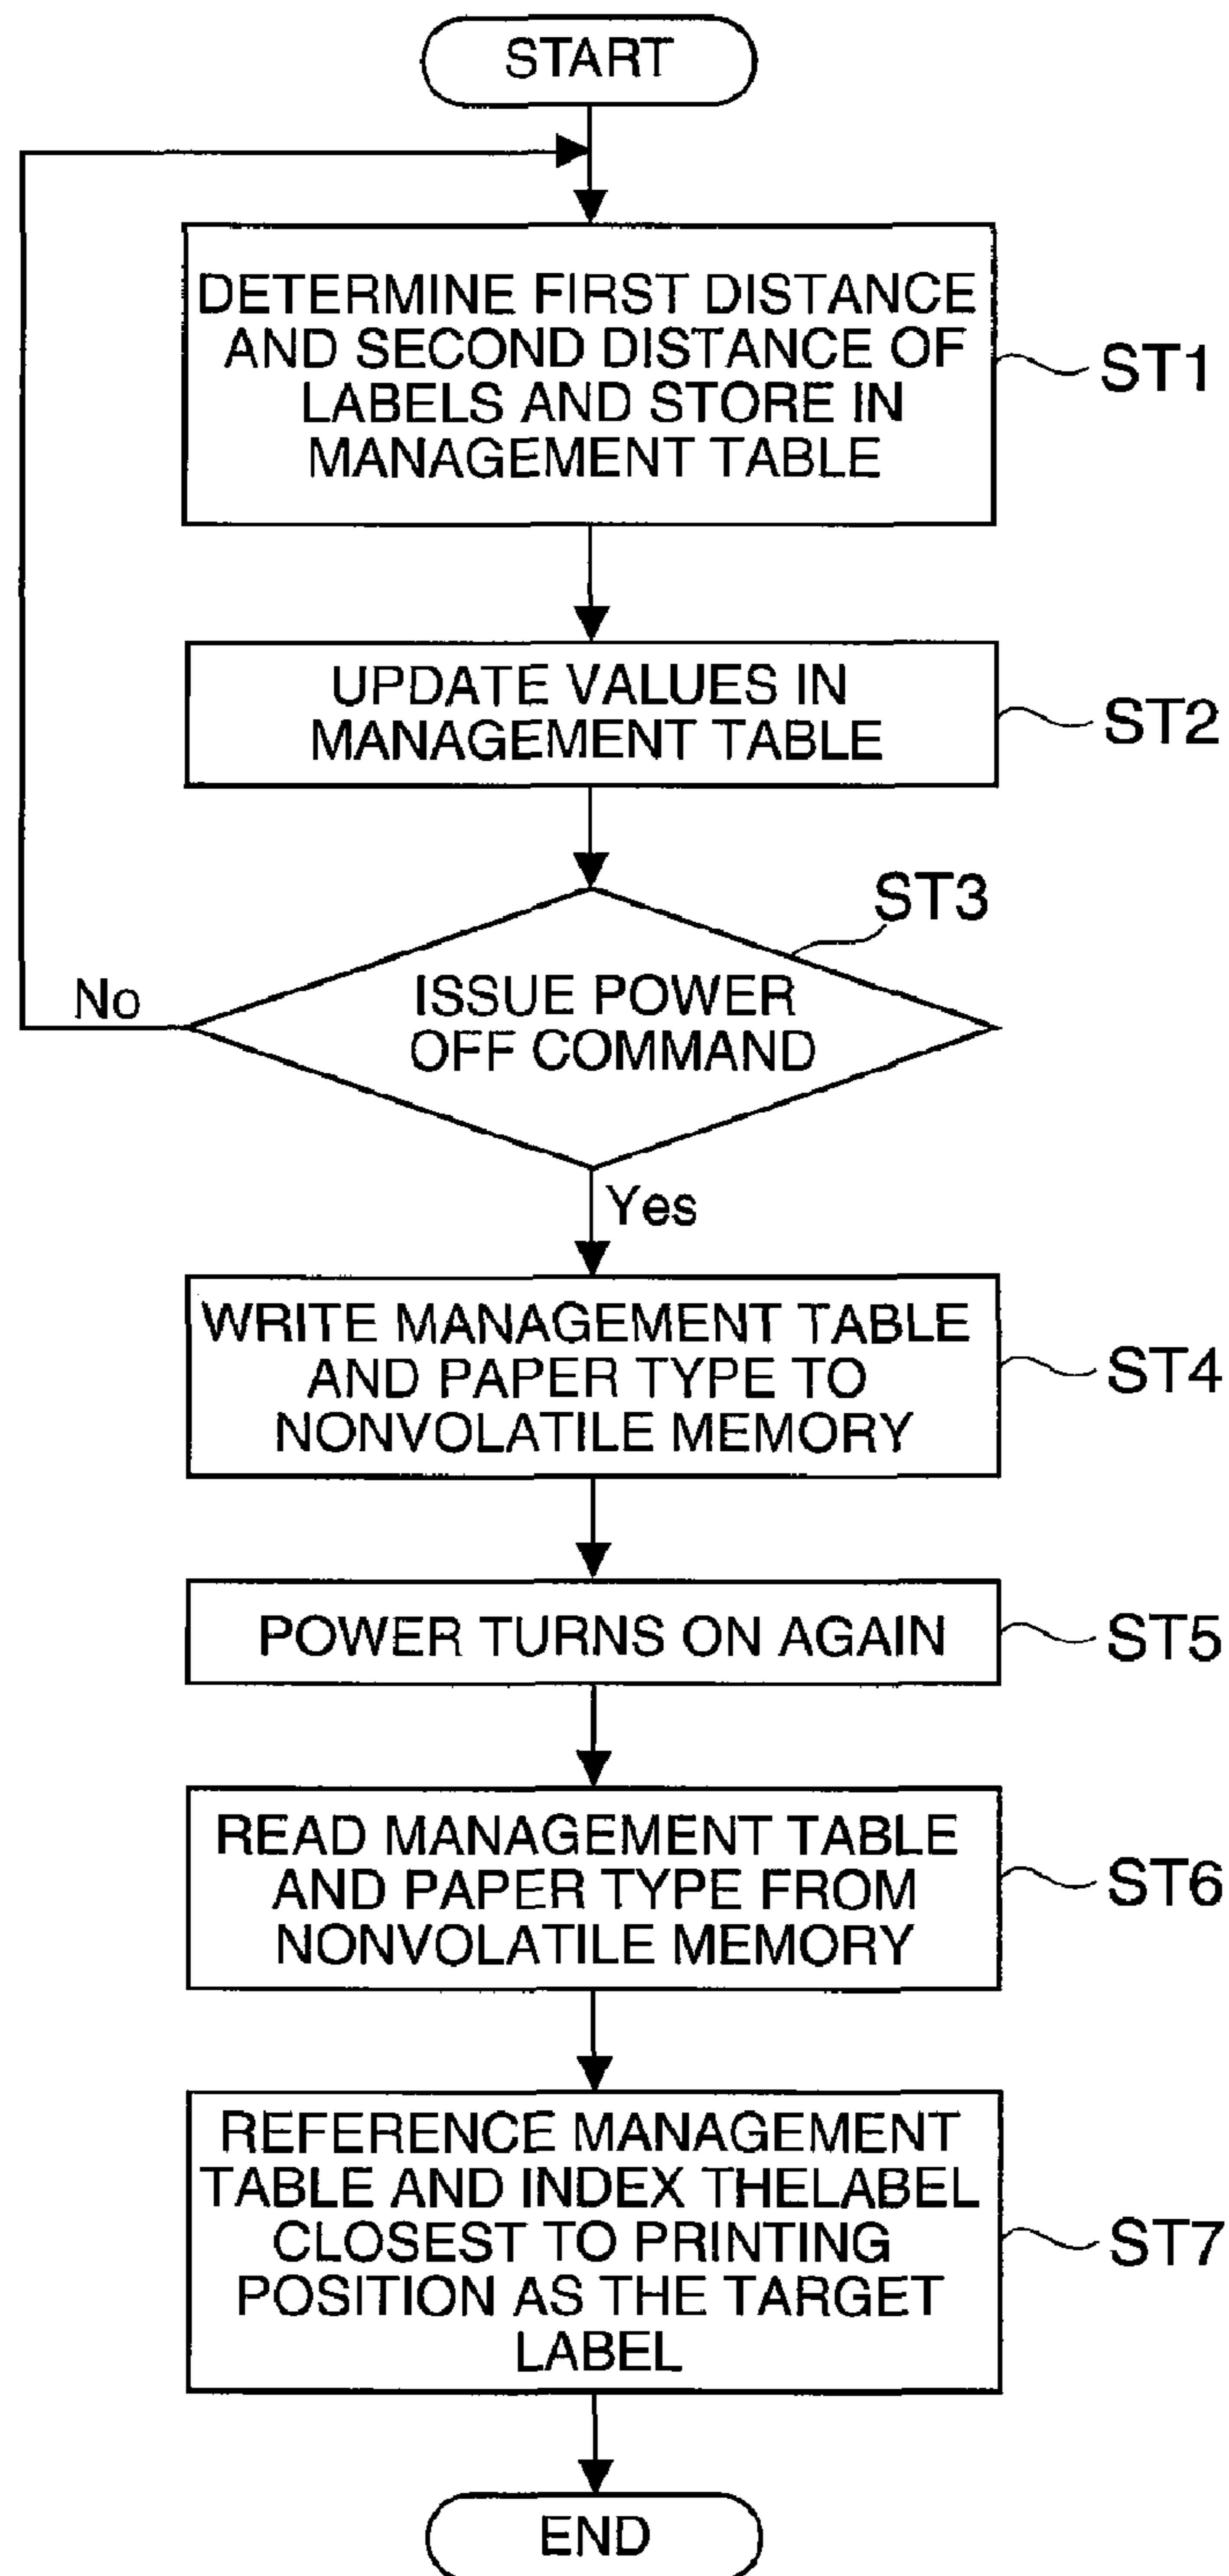 START
DETERMINE FIRST DISTANCE
AND SECOND DISTANCE OF
LABELS AND STORE IN
MANAGEMENT TABLE
ST1
UPDATE VALUES IN
MANAGEMENT TABLE
ST2
ST3
ISSUE POWER
OFF COMMAND
No
Yes
WRITE MANAGEMENT TABLE
AND PAPER TYPE TO
NONVOLATILE MEMORY
ST4
POWER TURNS ON AGAIN
ST5
READ MANAGEMENT TABLE
AND PAPER TYPE FROM
NONVOLATILE MEMORY
ST6
REFERENCE MANAGEMENT
TABLE AND INDEX THELABEL
CLOSEST TO PRINTING
POSITION AS THE TARGET
LABEL
ST7
END